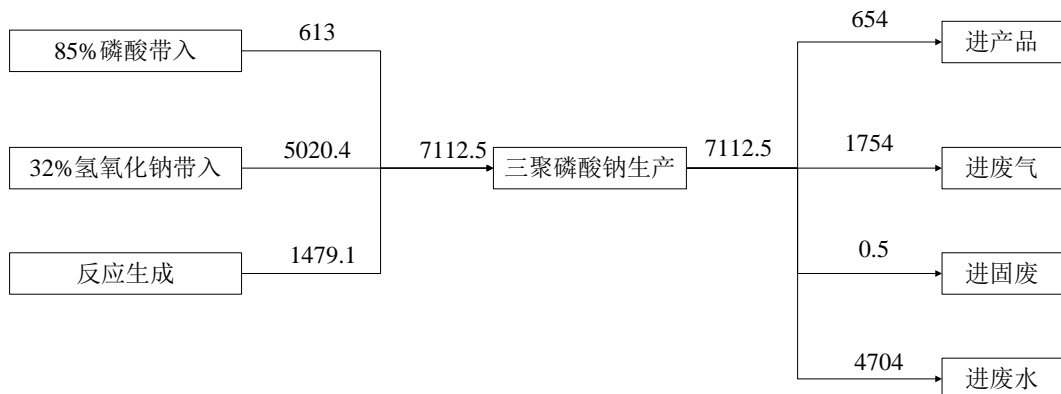 613
85%磷酸带入
654
进产品
5020.4
32%氢氧化钠带入
7112.5
三聚磷酸钠生产
7112.5
1754
进废气
1479.1
反应生成
0.5
进固废
4704
进废水